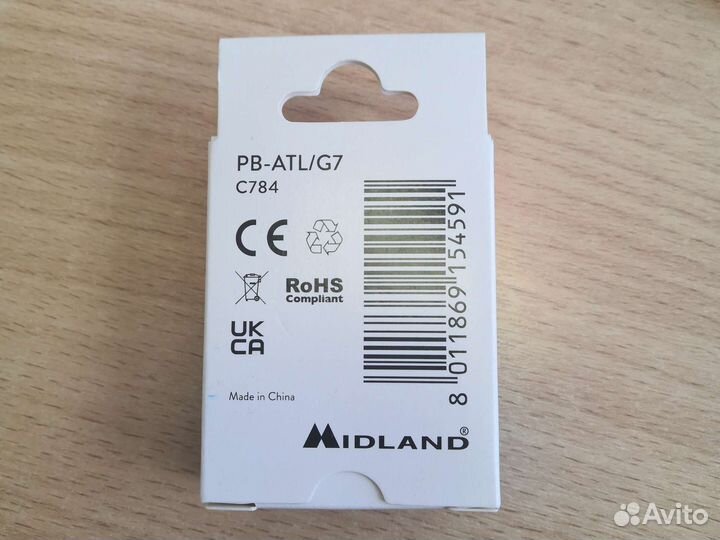 PB-ATL/G7
C784
CE
RoHS
Compliant
UK
CA
Made in China
8 011869 154591
MIDLAND®
Avito